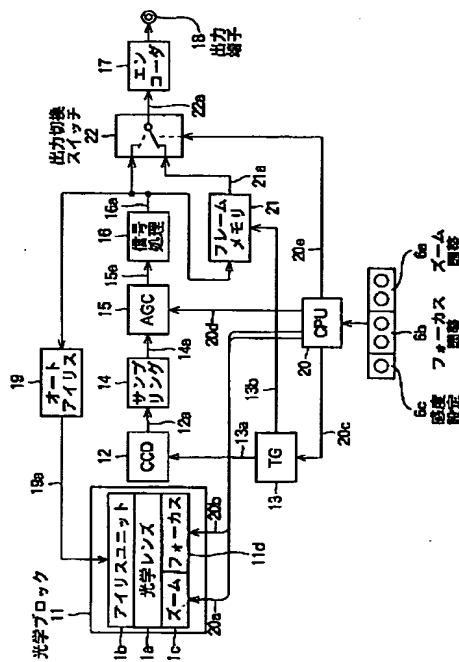 光学ブロック
11
アイリスユニット
光学レンズ
ズーム
フォーカス
1b
1a
1c
11d
20a
20b
19a
19
オート
アイリス
12
CCD
12a
14
サンプ
リング
14a
15
AGC
15a
16
信号
処理
16a
出力切換
スイッチ
22
22a
17
エン
コーダ
18
出力
端子
21a
21
フレーム
メモリ
13a
13b
TG
13
20c
20d
20e
CPU
20
6c
感度
設定
6b
フォーカス
調整
6a
ズーム
調整